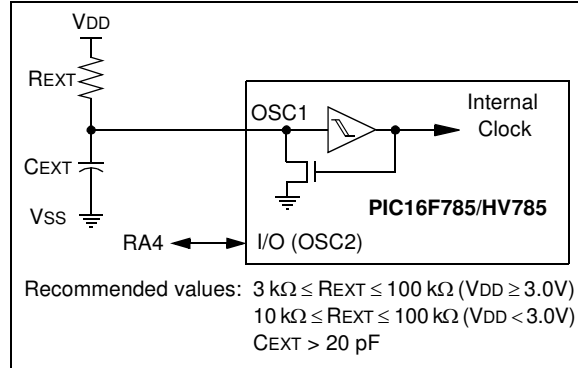 VDD
REXT
OSC1
Internal
Clock
CEXT
PIC16F785/HV785
VSS
RA4
I/O (OSC2)
Recommended values: 3 kΩ ≤ REXT ≤ 100 kΩ (VDD ≥ 3.0V)
10 kΩ ≤ REXT ≤ 100 kΩ (VDD < 3.0V)
CEXT > 20 pF